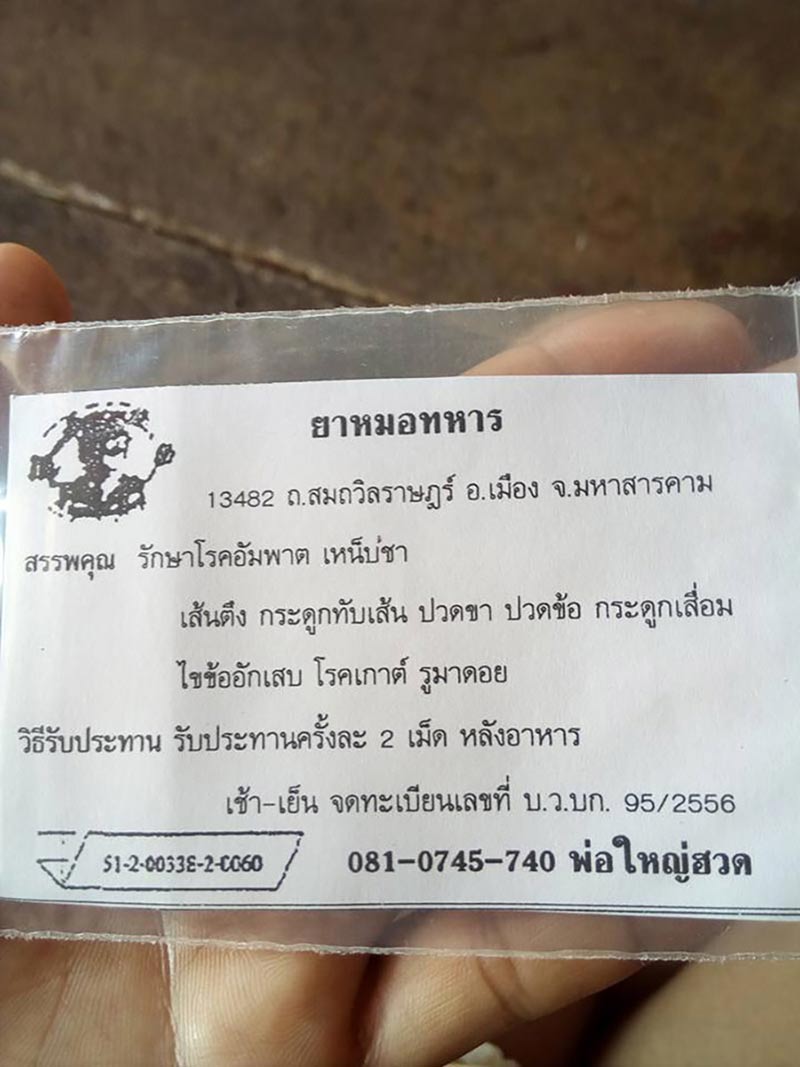 ยาหมอทหาร
13482 ถ.สมถวิลราษฎร์ อ.เมือง จ.มหาสารคาม
สรรพคุณ รักษาโรคอัมพาต เหน็บชา
เส้นตึง กระดูกทับเส้น ปวดขา ปวดข้อ กระดูกเสื่อม
ไขข้ออักเสบ โรคเกาต์ รูมาดอย
วิธีรับประทาน รับประทานครั้งละ 2 เม็ด หลังอาหาร
เช้า-เย็น จดทะเบียนเลขที่ บ.ว.บก. 95/2556
081-0745-740 พ่อใหญ่ฮวด